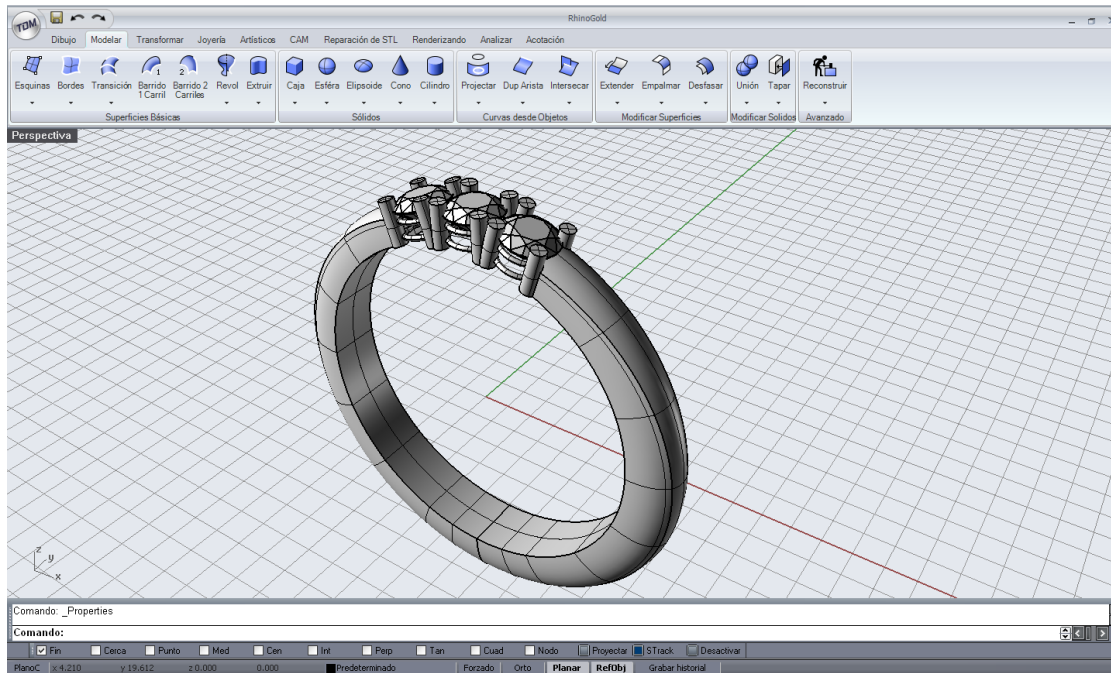 RhinoGold
TDM
Dibujo Modelar Transformar Joyería Artísticos CAM Reparación de STL Renderizando Analizar Acotación
Esquinas Bordes Transición Barrido 1 Carril Barrido 2 Carriles Revol Extruir Caja Esféra Elipsoide Cono Cilindro Projectar Dup Arista Intersecar Extender Empalmar Desfasar Unión Tapar Reconstruir
Superficies Básicas Sólidos Curvas desde Objetos Modificar Superficies Modificar Solidos Avanzado
Perspectiva
z
y
x
Comando: _Properties
Comando:
Fin Cerca Punto Med Cen Int Perp Tan Cuad Nodo Proyectar STrack Desactivar
PlanoC x 4.210 y 19.612 z 0.000 0.000 Predeterminado Forzado Orto Planar RefObj Grabar historial